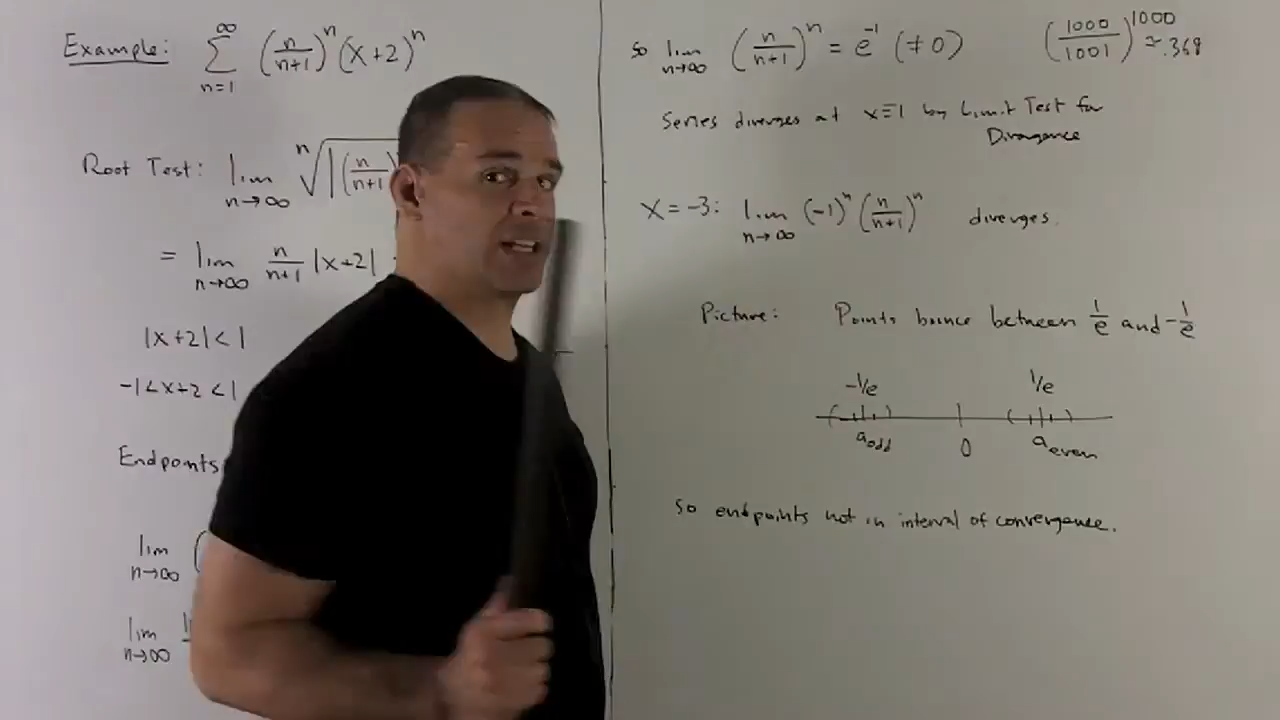 Example: ∞∑n=1 (n/n+1)^n (x+2)^n
Root Test: lim n→∞ n√|(n/n+1)
= lim n→∞ n/n+1 |x+2|
|x+2| < 1
-1 < x+2 < 1
Endpoints
lim n→∞ (
lim n→∞
so lim n→∞ (n/n+1)^n = e^-1 (≠0) (1000/1001)^1000 ≈ .368
Series diverges at x=-1 by Limit Test for
Divergence
x = -3: lim n→∞ (-1)^n (n/n+1)^n diverges.
Picture: Points bounce between 1/e and -1/e
-1/e 1/e
a_odd 0 a_even
So endpoints not in interval of convergence.